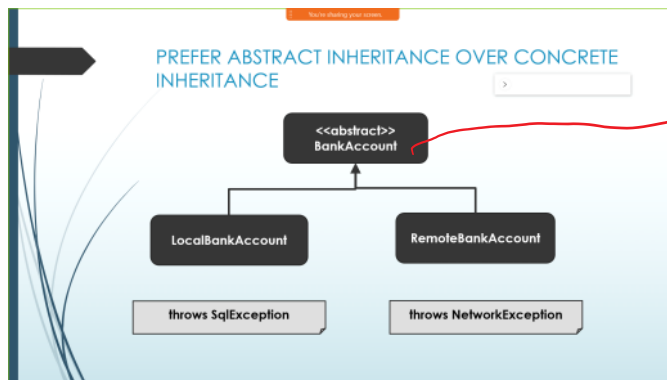 You're sharing your screen.
PREFER ABSTRACT INHERITANCE OVER CONCRETE
INHERITANCE
>
<<abstract>>
BankAccount
LocalBankAccount
RemoteBankAccount
throws SqlException
throws NetworkException